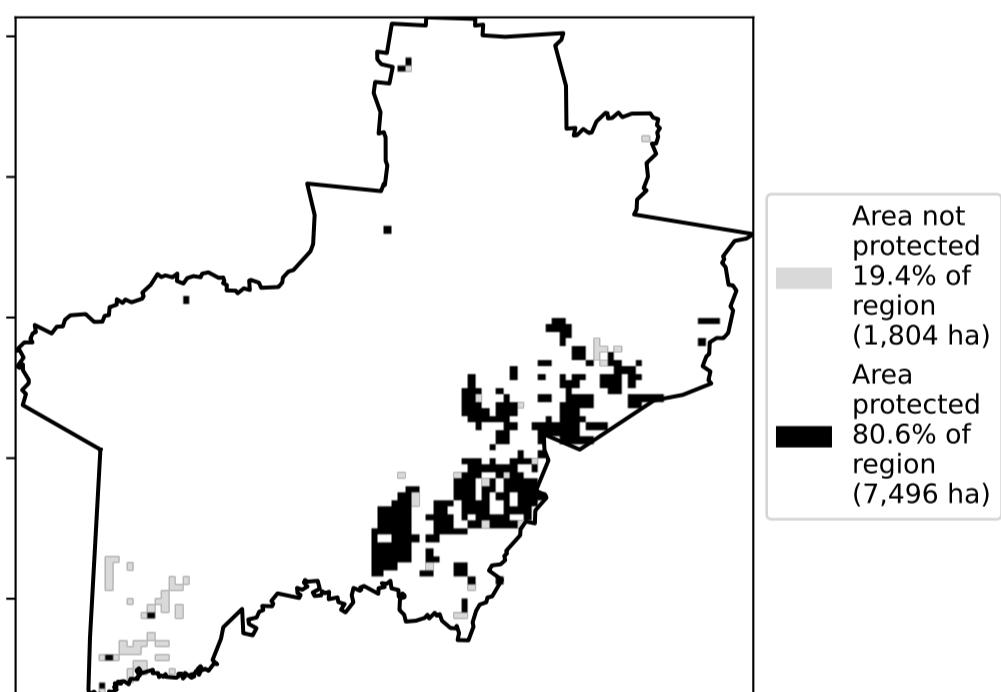 Area not
protected
19.4% of
region
(1,804 ha)
Area
protected
80.6% of
region
(7,496 ha)